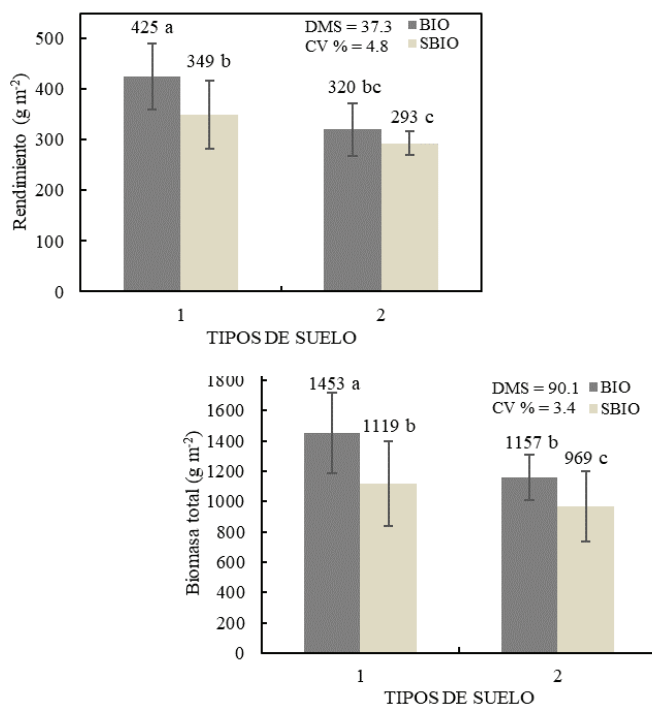 425 a
349 b
320 bc
293 c
DMS = 37.3
CV % = 4.8
BIO
SBIO
500
400
300
200
100
0
Rendimiento (g m⁻²)
1 2
TIPOS DE SUELO
1453 a
1119 b
1157 b
969 c
DMS = 90.1
CV % = 3.4
BIO
SBIO
1800
1600
1400
1200
1000
800
600
400
200
0
Biomasa total (g m⁻²)
1 2
TIPOS DE SUELO